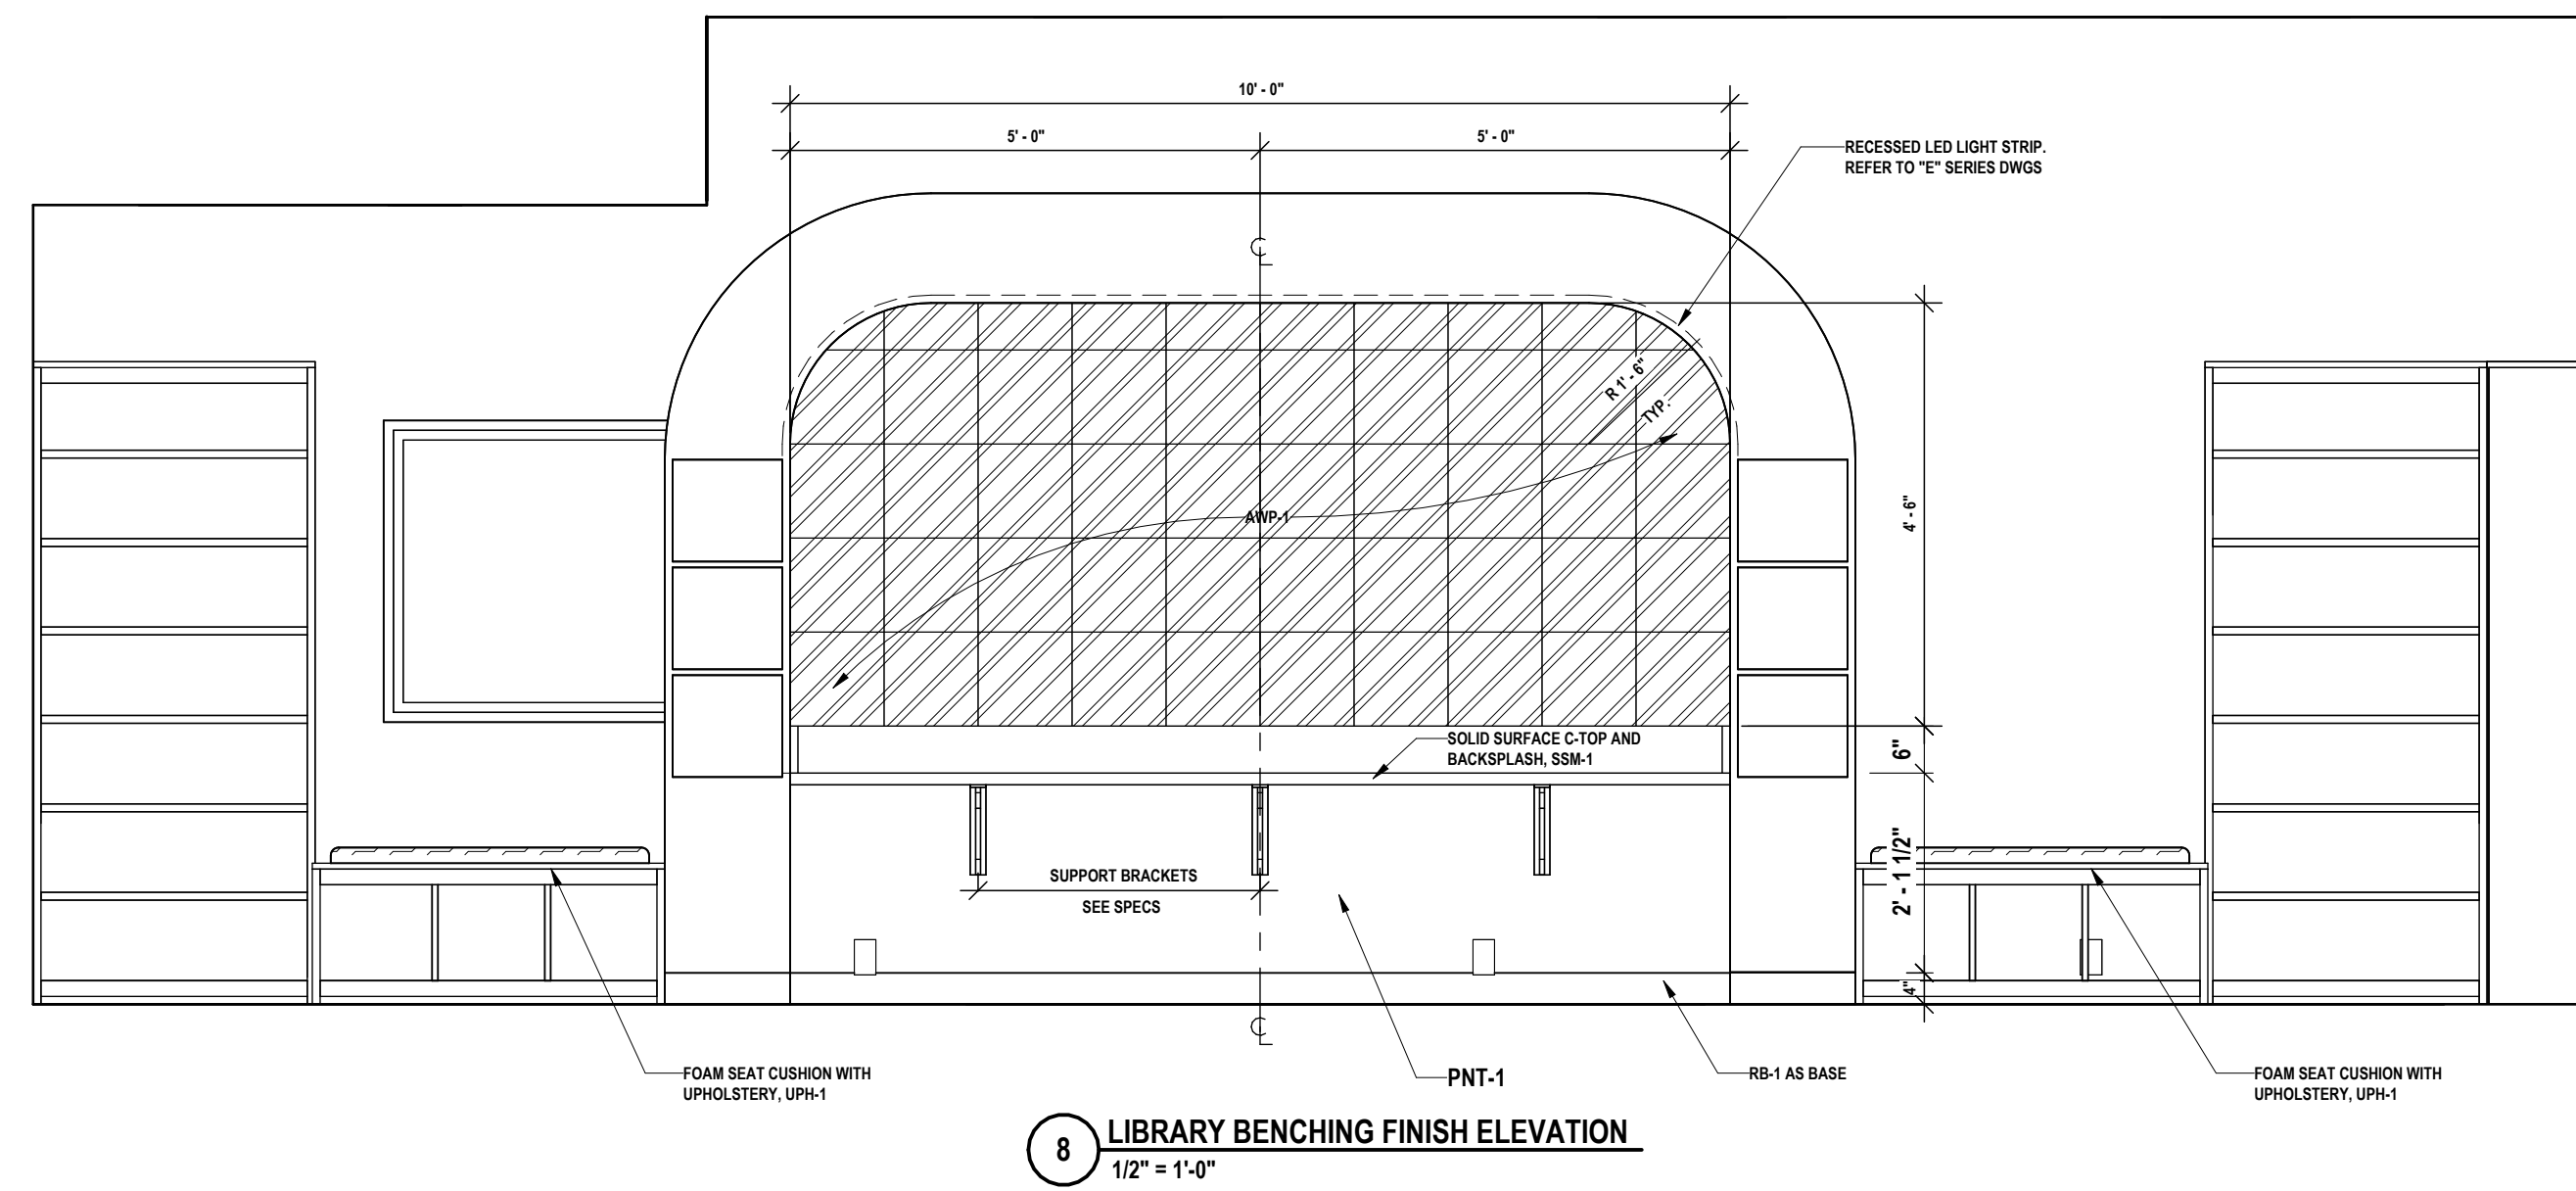 10' - 0"
5' - 0"
5' - 0"
RECESSED LED LIGHT STRIP.
REFER TO "E" SERIES DWGS
CL
R 1' - 6"
TYP.
4' - 6"
AWP-1
SOLID SURFACE C-TOP AND
BACKSPLASH, SSM-1
6"
2' - 1 1/2"
SUPPORT BRACKETS
SEE SPECS
4"
CL
FOAM SEAT CUSHION WITH
UPHOLSTERY, UPH-1
PNT-1
RB-1 AS BASE
FOAM SEAT CUSHION WITH
UPHOLSTERY, UPH-1
8
LIBRARY BENCHING FINISH ELEVATION
1/2" = 1'-0"